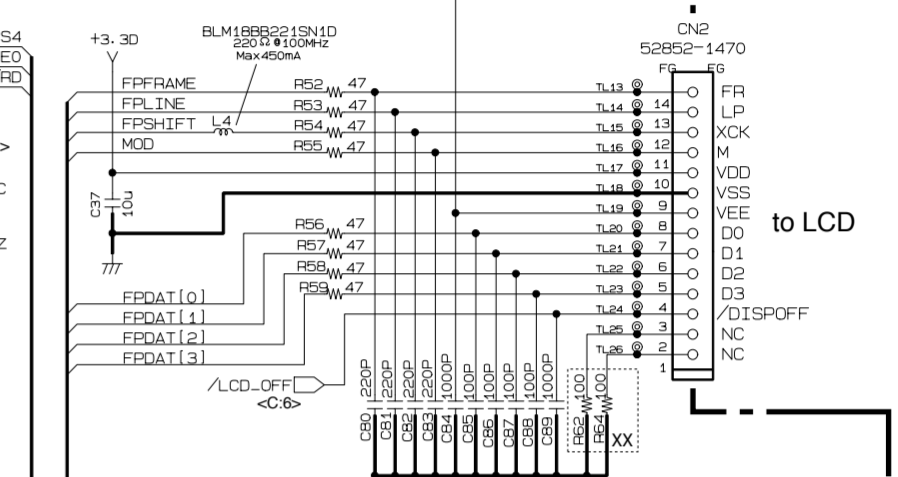 S4
E0
/RD
>
C
Z
+3.3D
BLM18BB221SN1D
220Ω@100MHz
Max450mA
CN2
52852-1470
FG FG
FPFRAME R52 47 TL13 FR
FPLINE R53 47 TL14 14 LP
FPSHIFT L4 R54 47 TL15 13 XCK
MOD R55 47 TL16 12 M
TL17 11 VDD
TL18 10 VSS
C37 10u
TL19 9 VEE
to LCD
R56 47 TL20 8 D0
R57 47 TL21 7 D1
R58 47 TL22 6 D2
R59 47 TL23 5 D3
FPDAT[0] TL24 4 /DISPOFF
FPDAT[1] TL25 3 NC
FPDAT[2] TL26 2 NC
FPDAT[3] 1
/LCD_OFF
<C:6>
220P 220P 220P 220P 1000P 100P 100P 100P 100P 1000P 100 100
C80 C81 C82 C83 C84 C85 C86 C87 C88 C89 R62 R64 XX